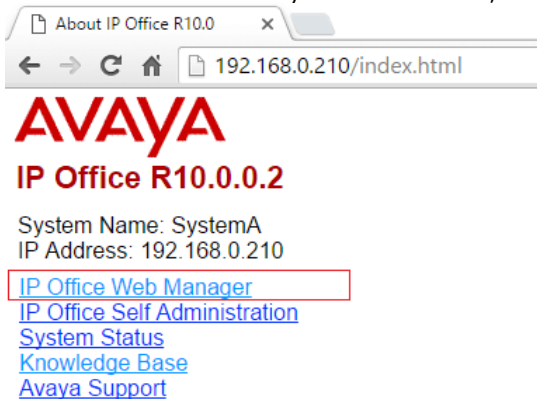 About IP Office R10.0
192.168.0.210/index.html
AVAYA
IP Office R10.0.0.2
System Name: SystemA
IP Address: 192.168.0.210
IP Office Web Manager
IP Office Self Administration
System Status
Knowledge Base
Avaya Support